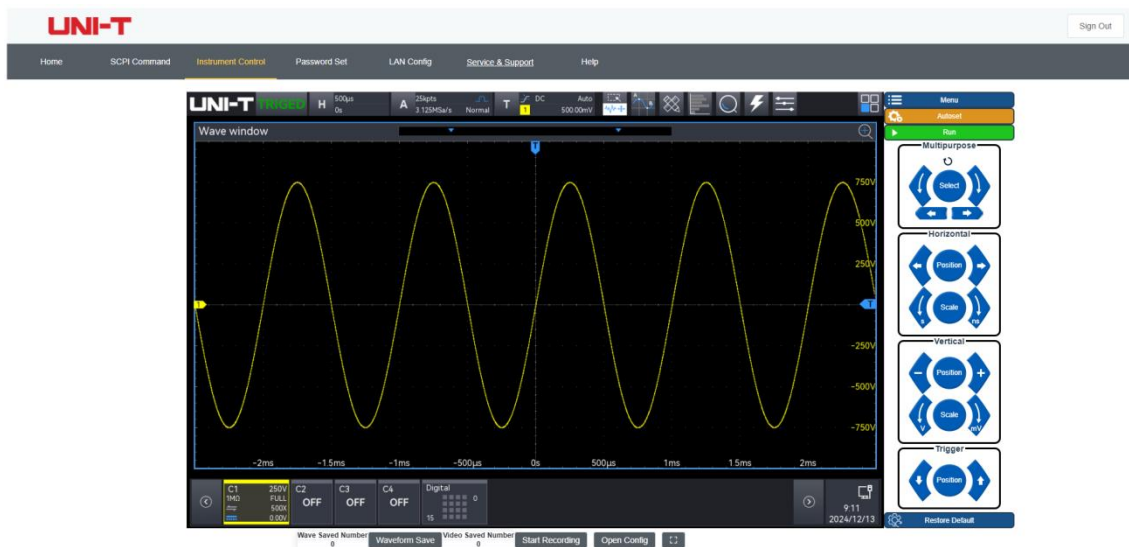 UNI-T
Sign Out
Home SCPI Command Instrument Control Password Set LAN Config Service & Support Help
UNI-T TRIGED H 500μs 0s A 25kpts 3.125MSa/s Normal T DC 1 Auto 500.00mV
Menu
Autoset
Run
Wave window
T
750V
500V
250V
1
T
-250V
-500V
-750V
-2ms -1.5ms -1ms -500μs 0s 500μs 1ms 1.5ms 2ms
Multipurpose
Select
Horizontal
Position
Scale
s ns
Vertical
Position
Scale
V mV
Trigger
Position
Restore Default
C1 250V
1MΩ FULL
500X
0.00V
C2
OFF
C3
OFF
C4
OFF
Digital
0
15
9:11
2024/12/13
Wave Saved Number
0
Waveform Save
Video Saved Number
0
Start Recording
Open Config